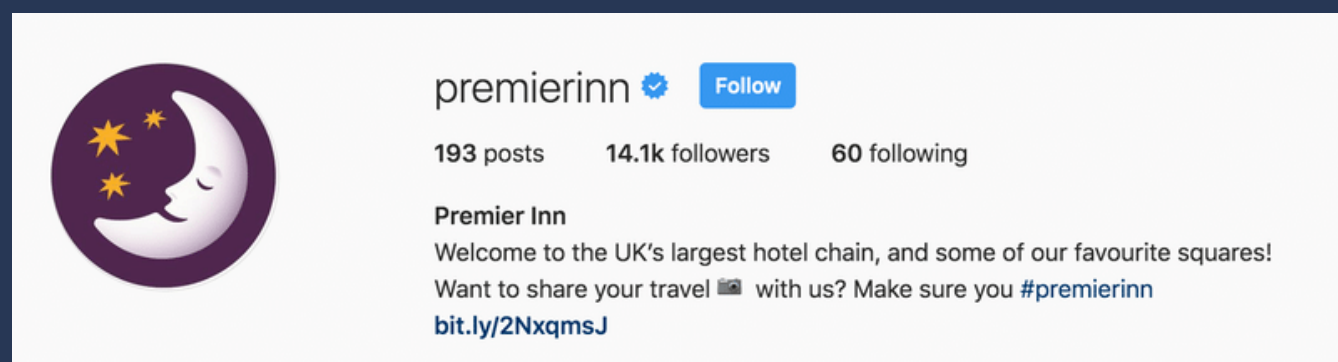 premierinn Follow
193 posts 14.1k followers 60 following
Premier Inn
Welcome to the UK’s largest hotel chain, and some of our favourite squares!
Want to share your travel 📷 with us? Make sure you #premierinn
bit.ly/2NxqmsJ